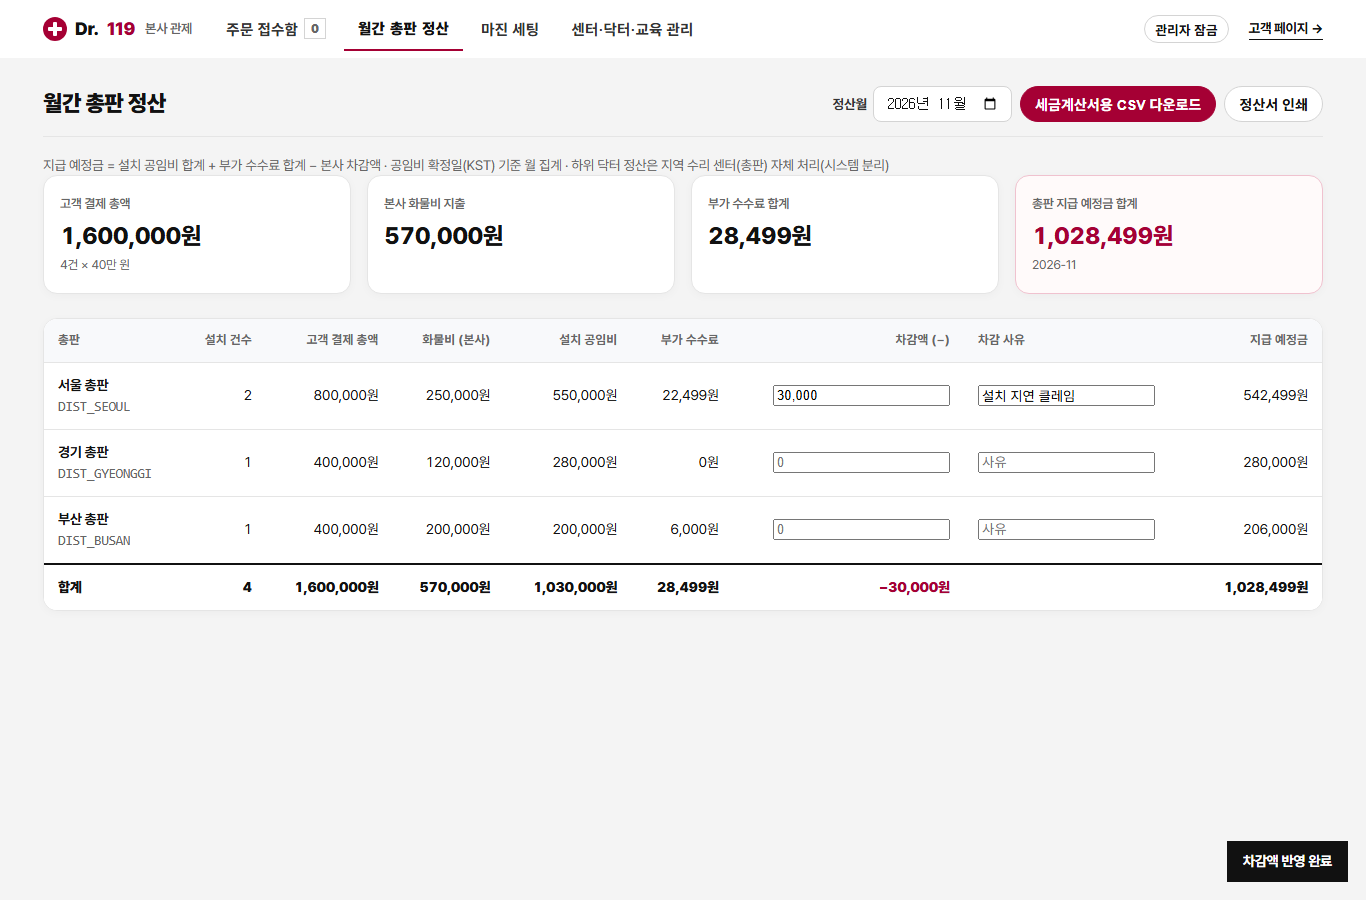 Dr. 119 본사 관제 주문 접수함 0 월간 총판 정산 마진 세팅 센터·닥터·교육 관리 관리자 잠금 고객 페이지 →
월간 총판 정산 정산월 2026년 11월 세금계산서용 CSV 다운로드 정산서 인쇄
지급 예정금 = 설치 공임비 합계 + 부가 수수료 합계 − 본사 차감액 · 공임비 확정일(KST) 기준 월 집계 · 하위 닥터 정산은 지역 수리 센터(총판) 자체 처리(시스템 분리)
고객 결제 총액
1,600,000원
4건 × 40만 원
본사 화물비 지출
570,000원
부가 수수료 합계
28,499원
총판 지급 예정금 합계
1,028,499원
2026-11
총판 설치 건수 고객 결제 총액 화물비 (본사) 설치 공임비 부가 수수료 차감액 (−) 차감 사유 지급 예정금
서울 총판
DIST_SEOUL
2 800,000원 250,000원 550,000원 22,499원 30,000 설치 지연 클레임 542,499원
경기 총판
DIST_GYEONGGI
1 400,000원 120,000원 280,000원 0원 0 사유 280,000원
부산 총판
DIST_BUSAN
1 400,000원 200,000원 200,000원 6,000원 0 사유 206,000원
합계 4 1,600,000원 570,000원 1,030,000원 28,499원 −30,000원 1,028,499원
차감액 반영 완료